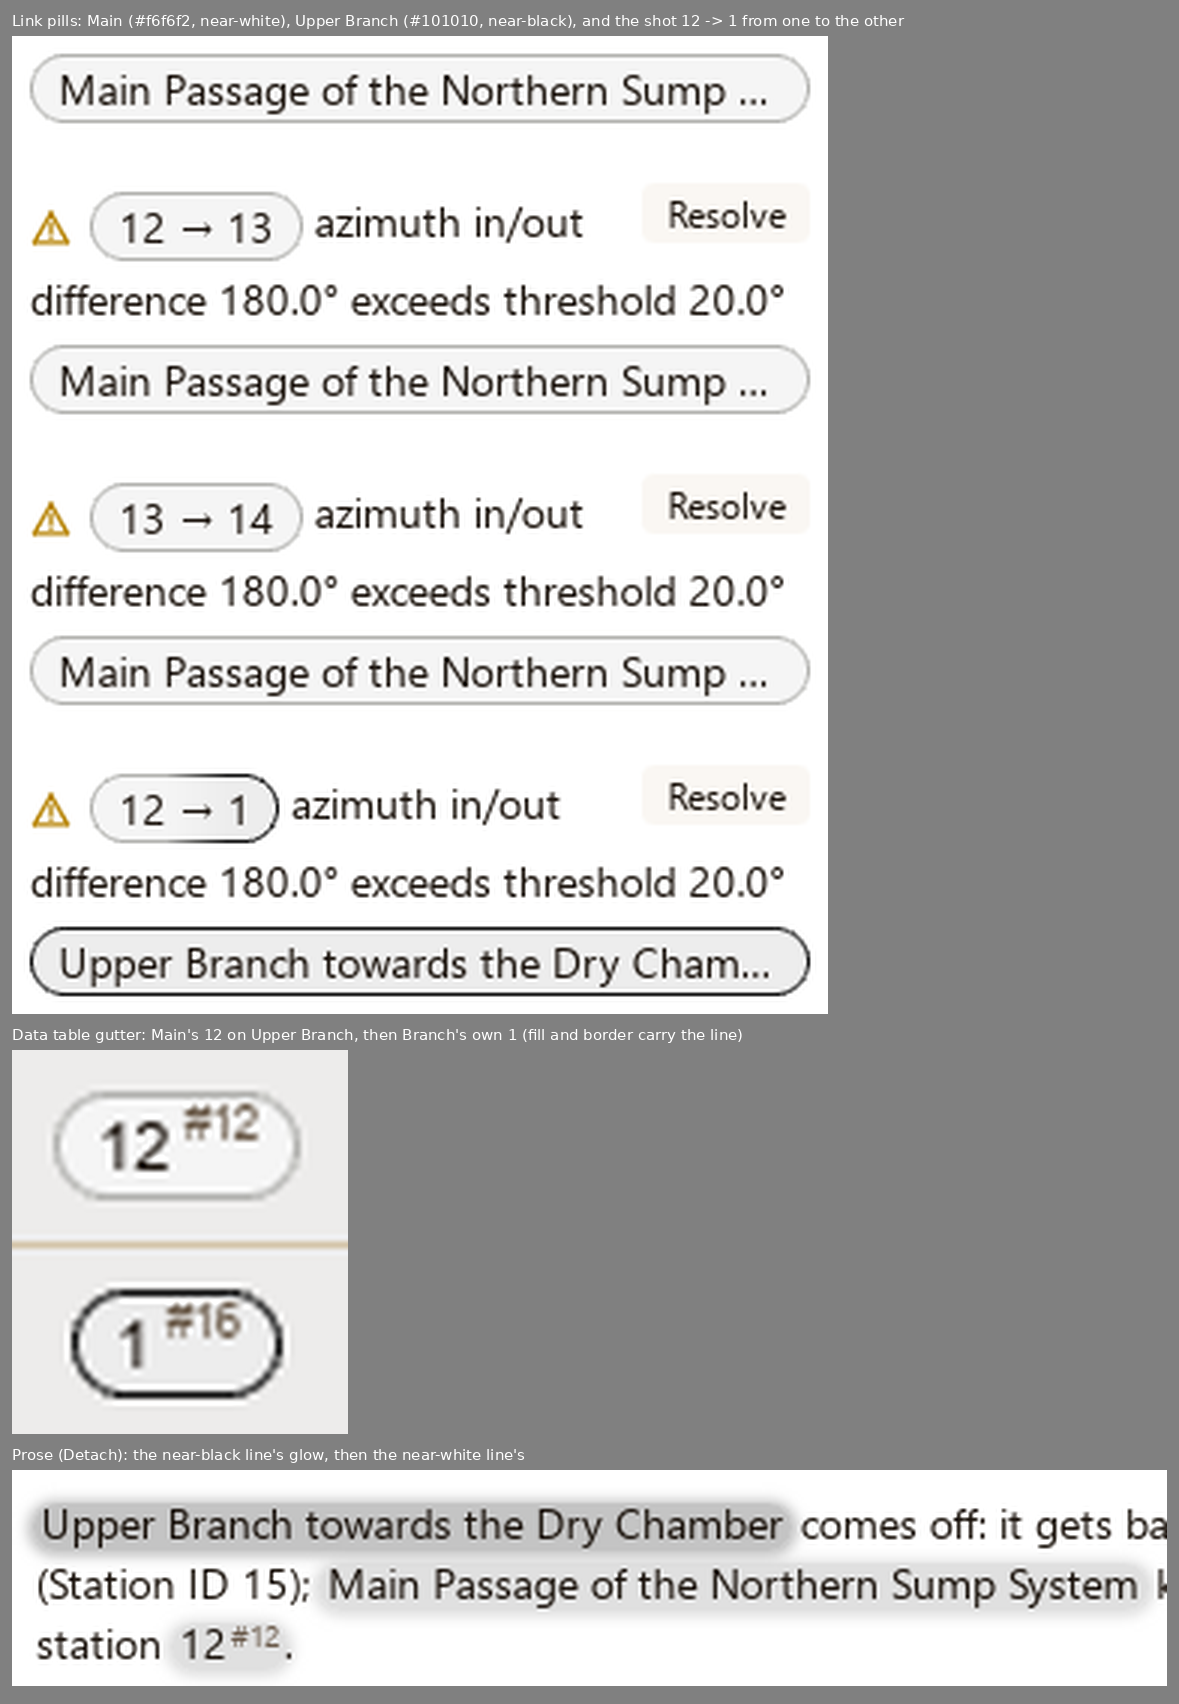 Link pills: Main (#f6f6f2, near-white), Upper Branch (#101010, near-black), and the shot 12 -> 1 from one to the other
Main Passage of the Northern Sump ...
⚠ 12 → 13 azimuth in/out Resolve
difference 180.0° exceeds threshold 20.0°
Main Passage of the Northern Sump ...
⚠ 13 → 14 azimuth in/out Resolve
difference 180.0° exceeds threshold 20.0°
Main Passage of the Northern Sump ...
⚠ 12 → 1 azimuth in/out Resolve
difference 180.0° exceeds threshold 20.0°
Upper Branch towards the Dry Cham...
Data table gutter: Main's 12 on Upper Branch, then Branch's own 1 (fill and border carry the line)
12 #12
1 #16
Prose (Detach): the near-black line's glow, then the near-white line's
Upper Branch towards the Dry Chamber comes off: it gets ba
(Station ID 15); Main Passage of the Northern Sump System k
station 12 #12.